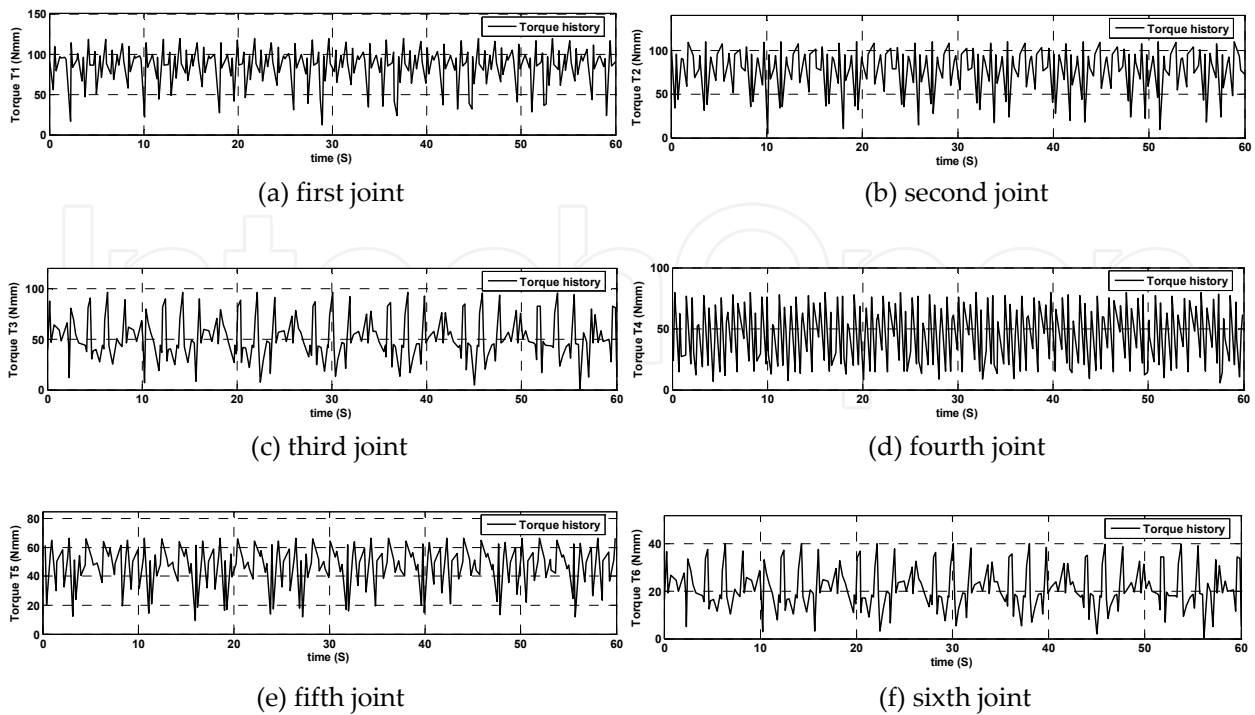 150
100
50
0
Torque T1 (Nmm)
Torque history
0 10 20 30 40 50 60
time (S)
(a) first joint
100
50
0
Torque T2 (Nmm)
Torque history
0 10 20 30 40 50 60
time (S)
(b) second joint
IntechOpen
100
50
0
Torque T3 (Nmm)
Torque history
0 10 20 30 40 50 60
time (S)
(c) third joint
100
50
0
Torque T4 (Nmm)
Torque history
0 10 20 30 40 50 60
time (S)
(d) fourth joint
80
60
40
20
0
Torque T5 (Nmm)
Torque history
0 10 20 30 40 50 60
time (S)
(e) fifth joint
40
20
0
Torque T6 (Nmm)
Torque history
0 10 20 30 40 50 60
time (S)
(f) sixth joint